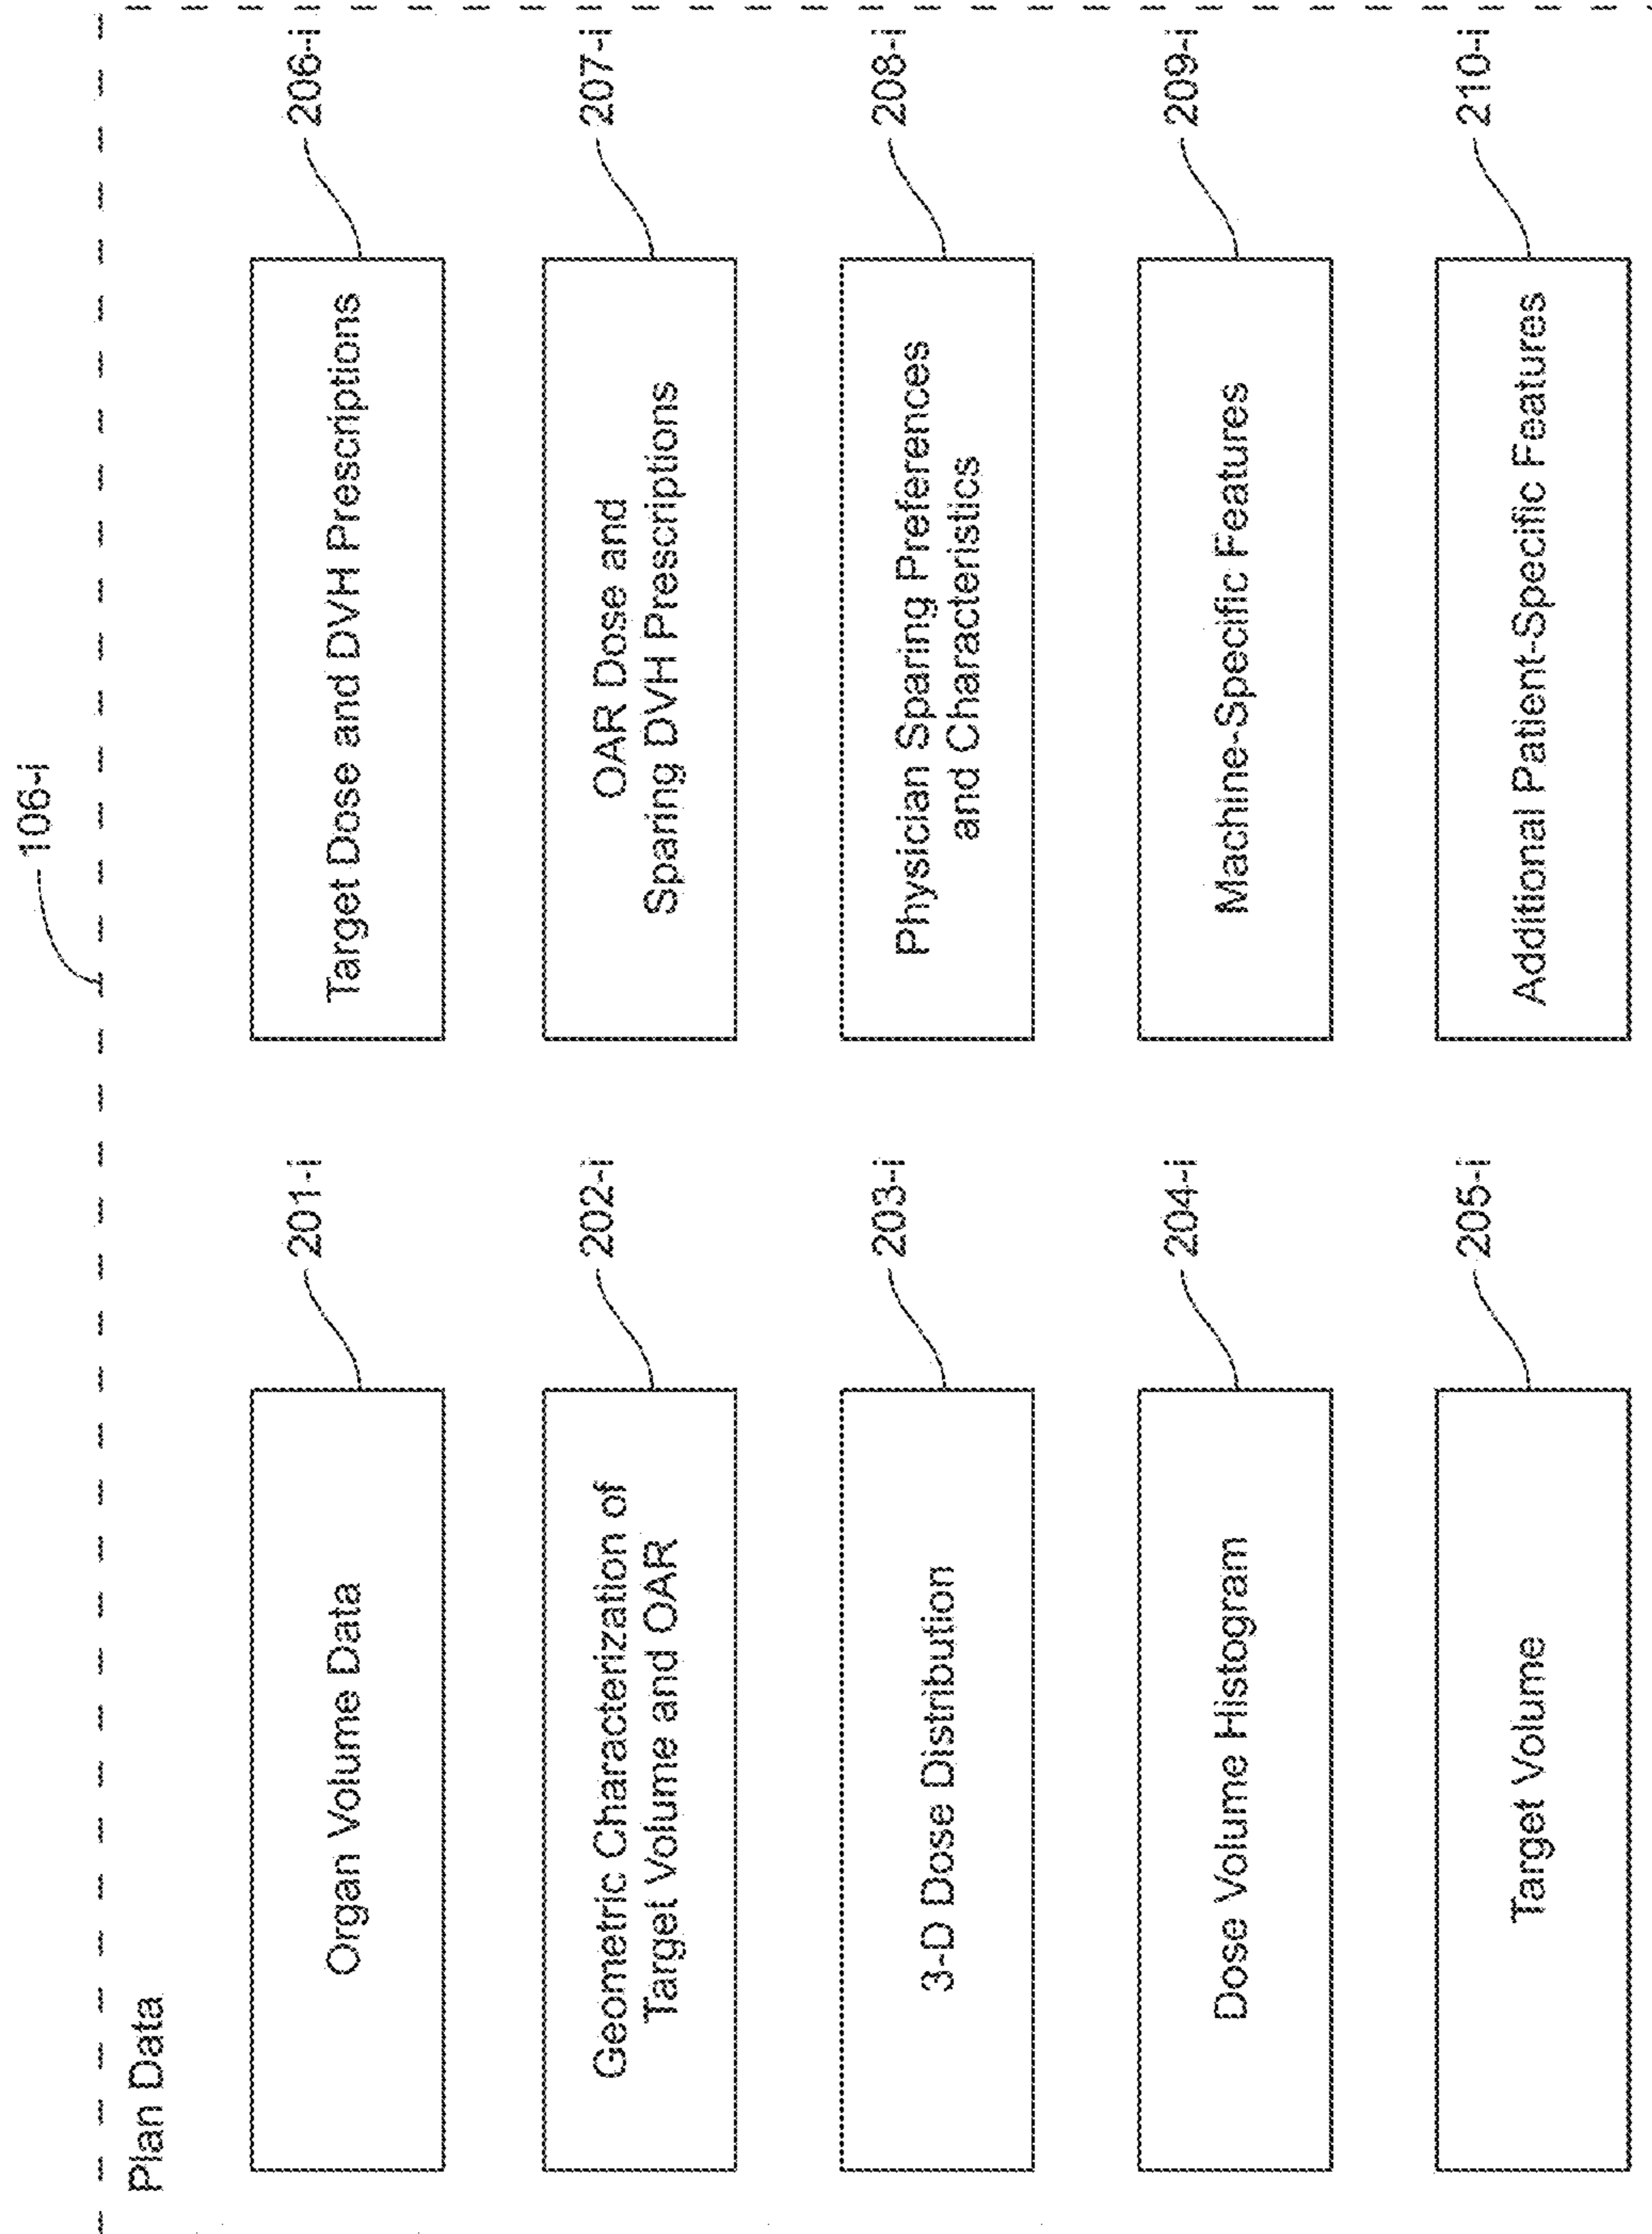 106-i
Plan Data
Organ Volume Data
201-i
Geometric Characterization of
Target Volume and OAR
202-i
3-D Dose Distribution
203-i
Dose Volume Histogram
204-i
Target Volume
205-i
Target Dose and DVH Prescriptions
206-i
OAR Dose and
Sparing DVH Prescriptions
207-i
Physician Sparing Preferences
and Characteristics
208-i
Machine-Specific Features
209-i
Additional Patient-Specific Features
210-i